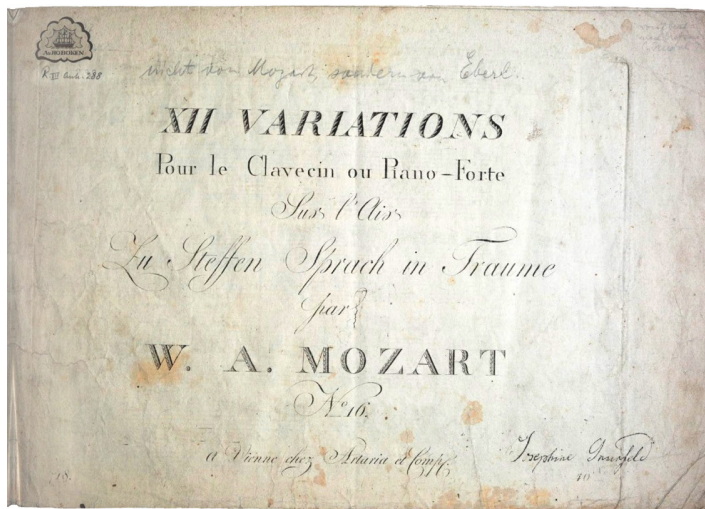 A. v. HOBOKEN
nicht von Mozart, sondern von Eberl.
XII VARIATIONS
Pour le Clavecin ou Piano-Forte
Sur l'Air
Zu Steffen Sprach in Traume
par
W. A. MOZART
No 16.
a Vienne chez Artaria et Comp.
Josephine